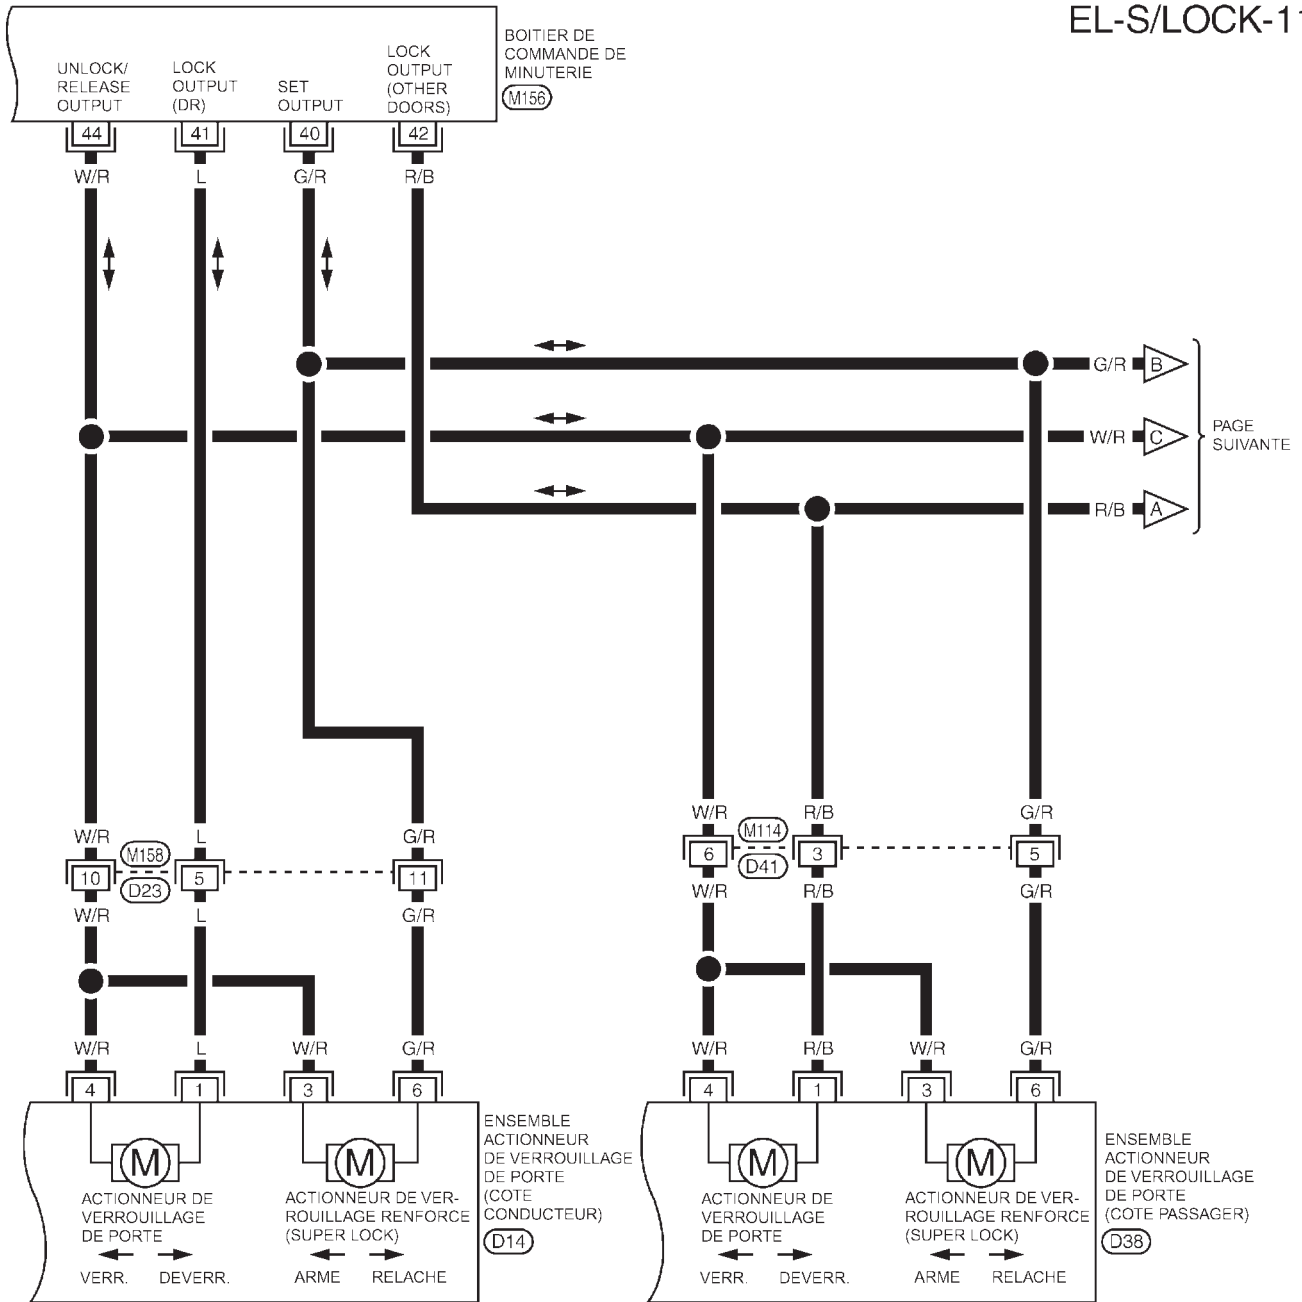 EL-S/LOCK-11
BOITIER DE
COMMANDE DE
MINUTERIE
M156
UNLOCK/
RELEASE
OUTPUT
LOCK
OUTPUT
(DR)
SET
OUTPUT
LOCK
OUTPUT
(OTHER
DOORS)
44 41 40 42
W/R L G/R R/B
G/R B
W/R C
R/B A
PAGE
SUIVANTE
W/R L G/R
M158
10 5 11
D23
W/R L G/R
W/R R/B G/R
M114
6 3 5
D41
W/R R/B G/R
W/R L W/R G/R
4 1 3 6
W/R R/B W/R G/R
4 1 3 6
M M
ACTIONNEUR DE
VERROUILLAGE
DE PORTE
VERR. DEVERR.
ACTIONNEUR DE VER-
ROUILLAGE RENFORCE
(SUPER LOCK)
ARME RELACHE
ENSEMBLE
ACTIONNEUR
DE VERROUILLAGE
DE PORTE
(COTE
CONDUCTEUR)
D14
M M
ACTIONNEUR DE
VERROUILLAGE
DE PORTE
VERR. DEVERR.
ACTIONNEUR DE VER-
ROUILLAGE RENFORCE
(SUPER LOCK)
ARME RELACHE
ENSEMBLE
ACTIONNEUR
DE VERROUILLAGE
DE PORTE
(COTE PASSAGER)
D38